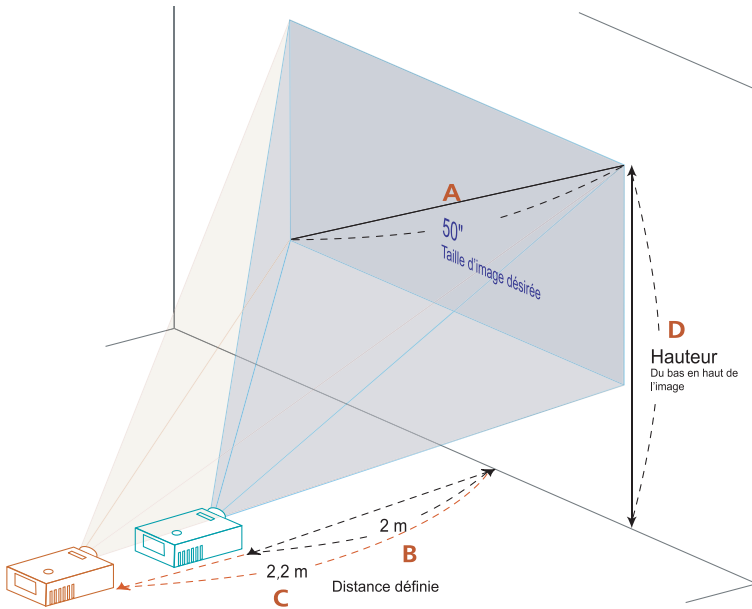 A
50"
Taille d'image désirée
D
Hauteur
Du bas en haut de
l'image
2 m
B
2,2 m
Distance définie
C